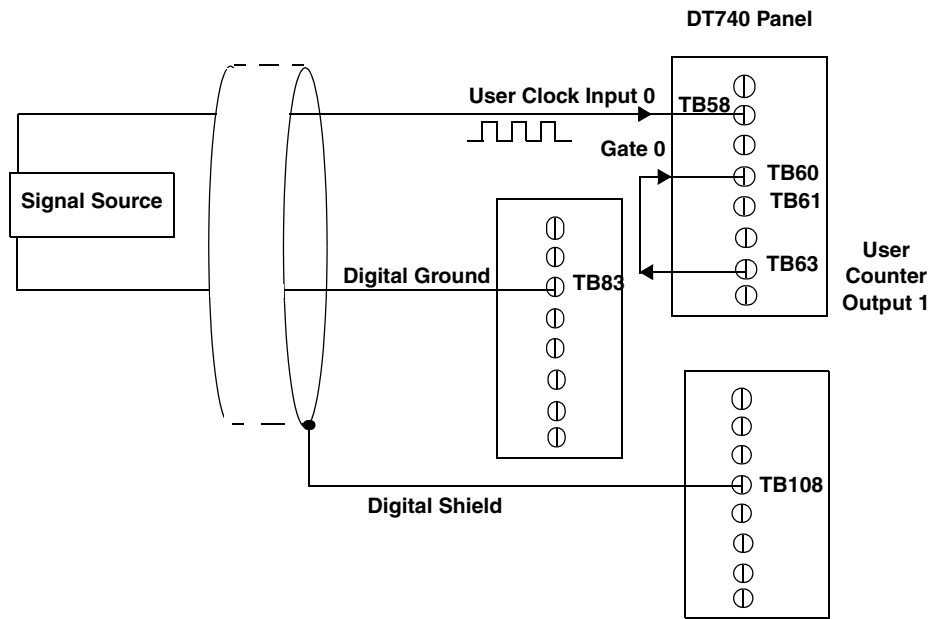 DT740 Panel
User Clock Input 0
TB58
Gate 0
TB60
Signal Source
TB61
User
Counter
Output 1
TB63
Digital Ground
TB83
TB108
Digital Shield